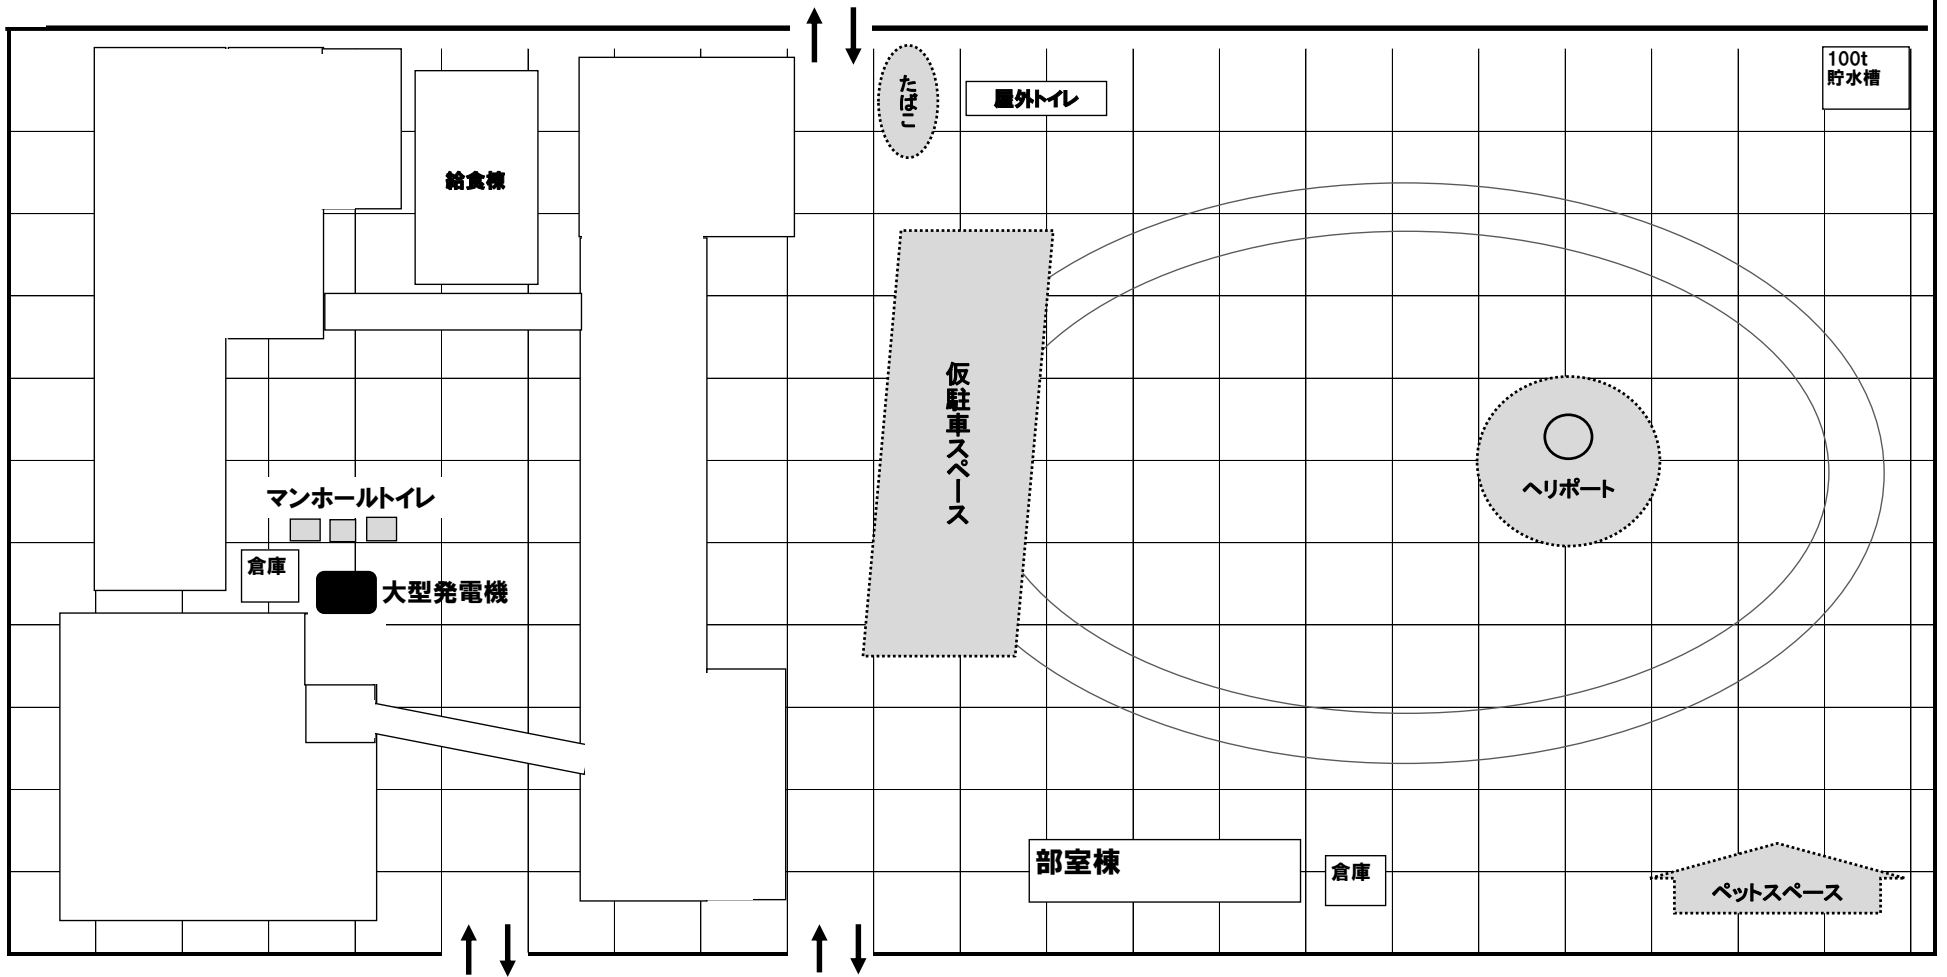 たばこ
屋外トイレ
100t
貯水槽
給食棟
仮駐車スペース
ヘリポート
マンホールトイレ
倉庫
大型発電機
部室棟
倉庫
ペットスペース